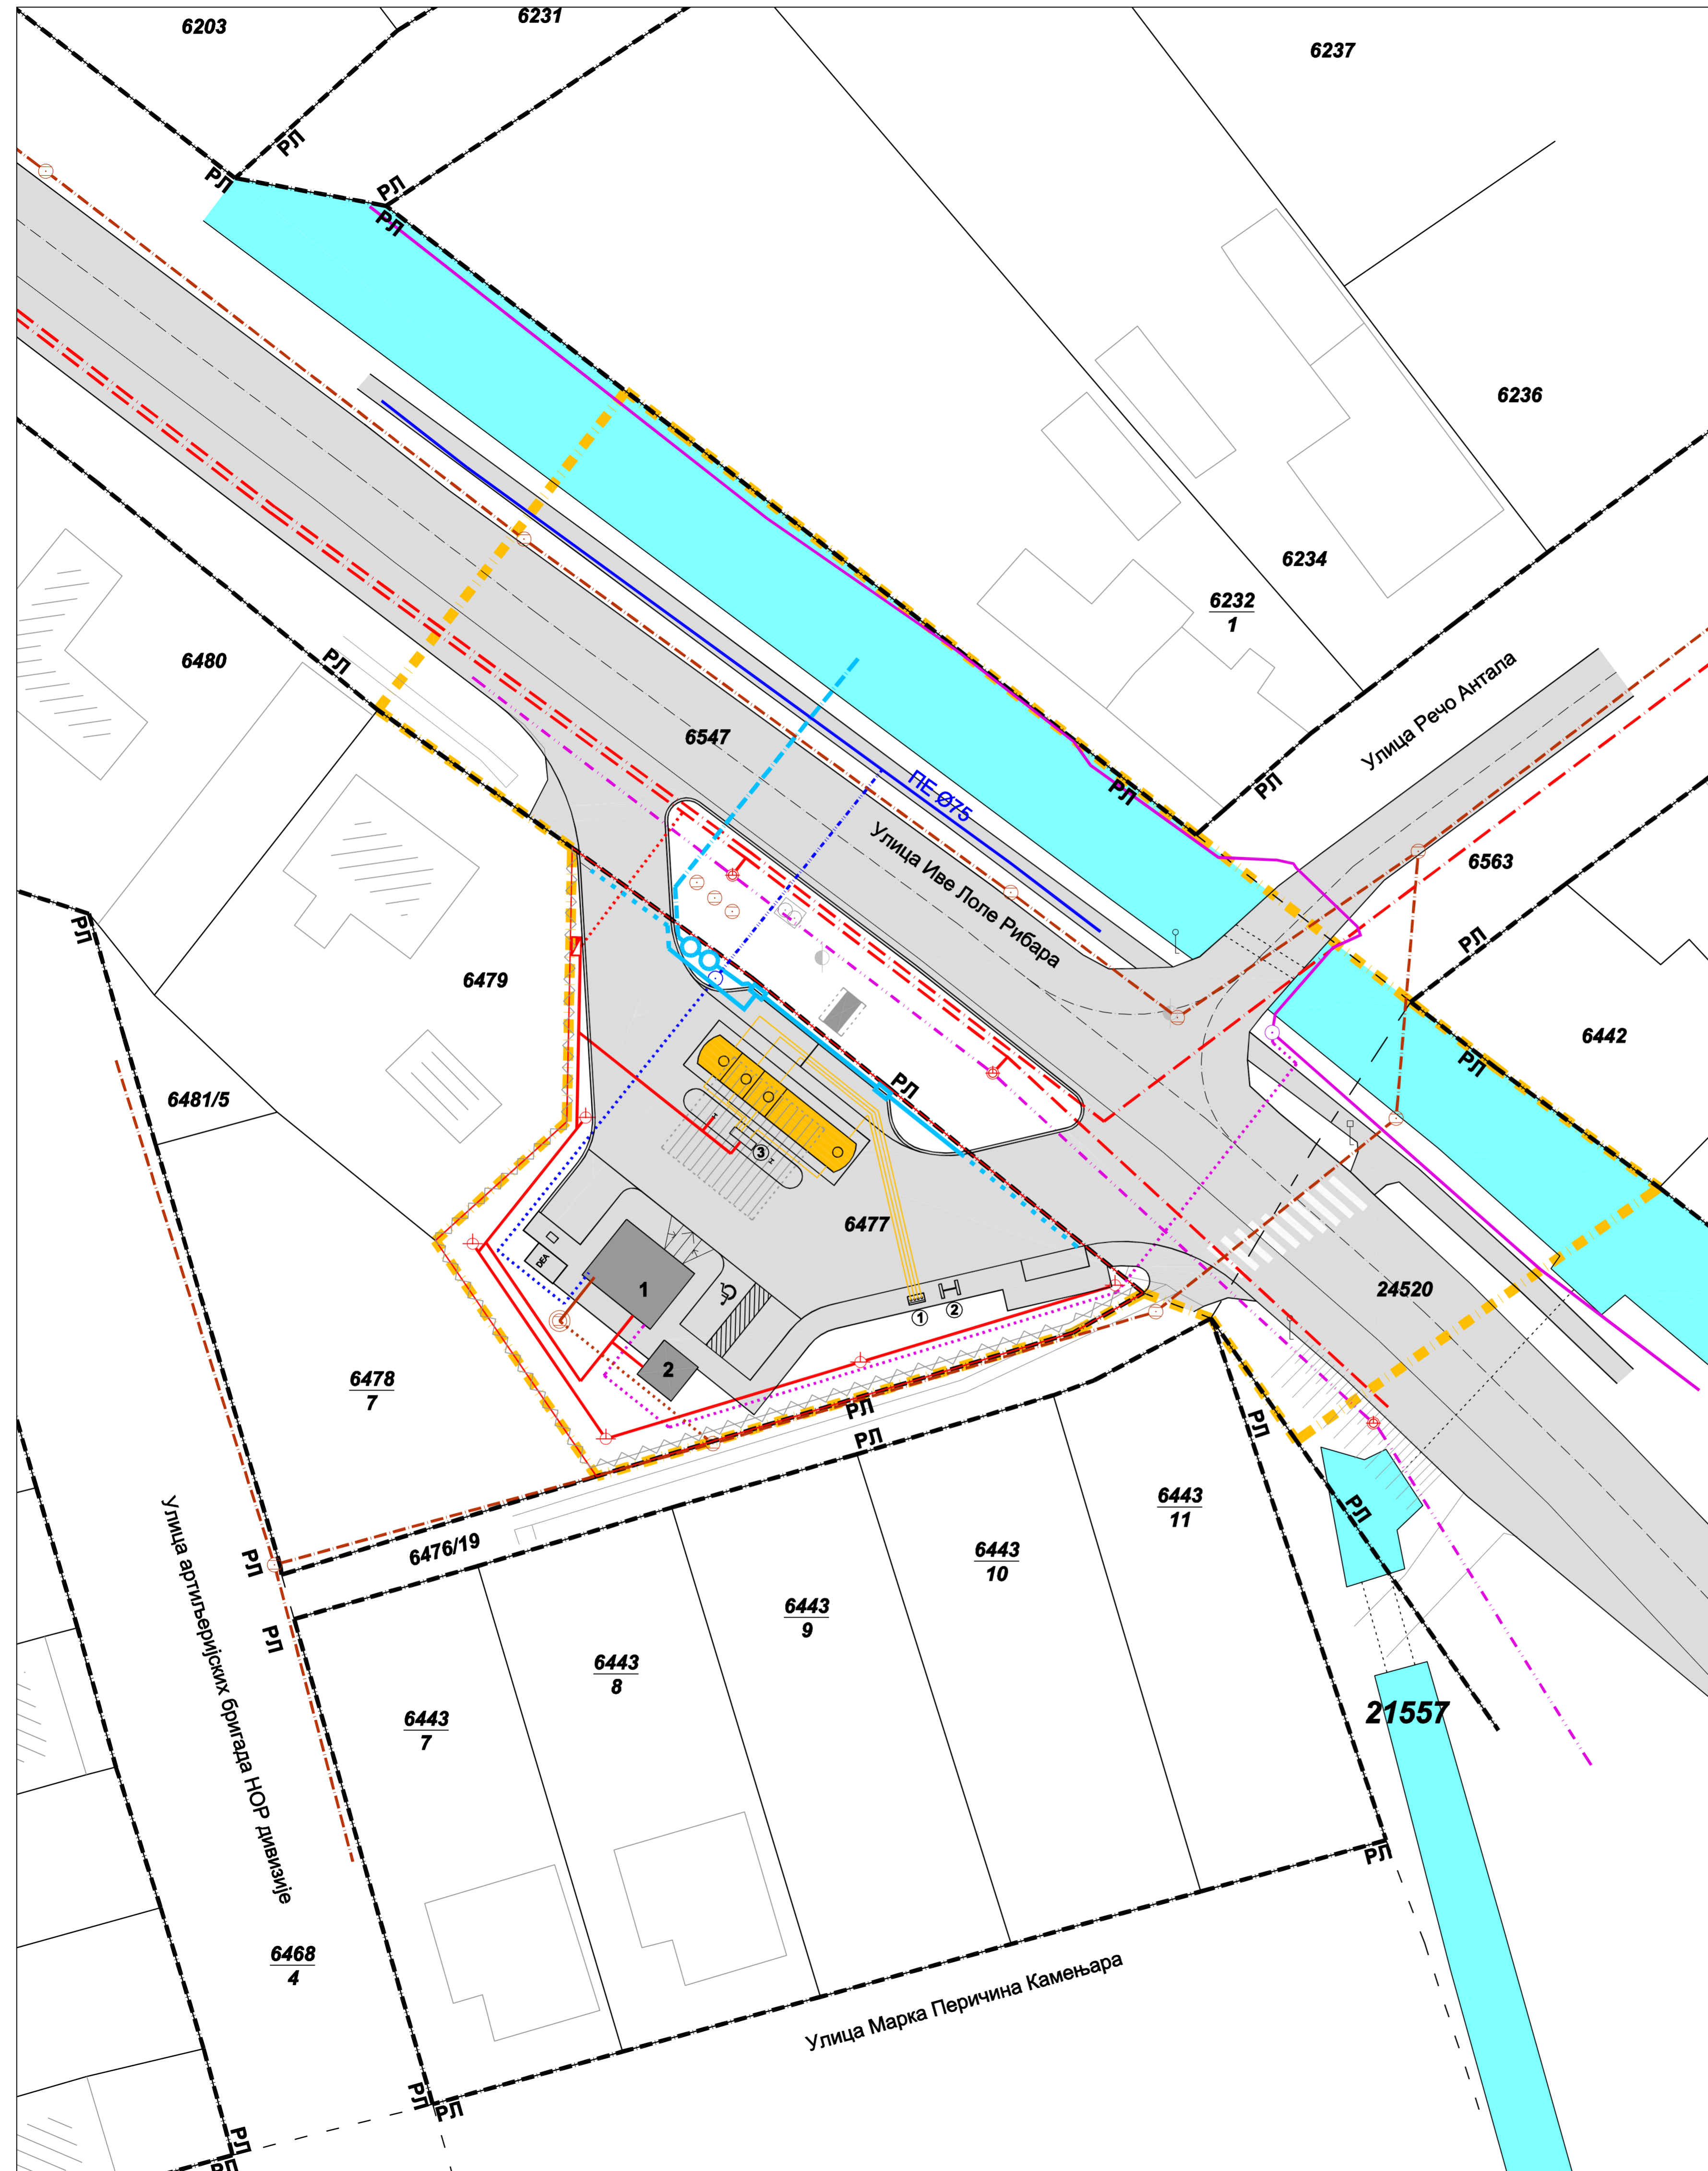 6203
6231
6237
РЛ
РЛ
РЛ
РЛ
6236
6234
6232
1
6480
РЛ
6547
Улица Речо Антала
ПЕ Ø75
РЛ
РЛ
Улица Иве Лоле Рибара
6563
РЛ
РЛ
6479
6442
РЛ
РЛ
6481/5
3
6477
DEA
1
1
2
24520
2
6478
7
РЛ
РЛ
РЛ
6443
11
РЛ
6476/19
6443
10
РЛ
Улица артиљеријских бригада НОР дивизије
6443
9
РЛ
6443
8
6443
7
21557
РЛ
6468
4
Улица Марка Перичина Камењара
РЛ
РЛ
РЛ
РЛ